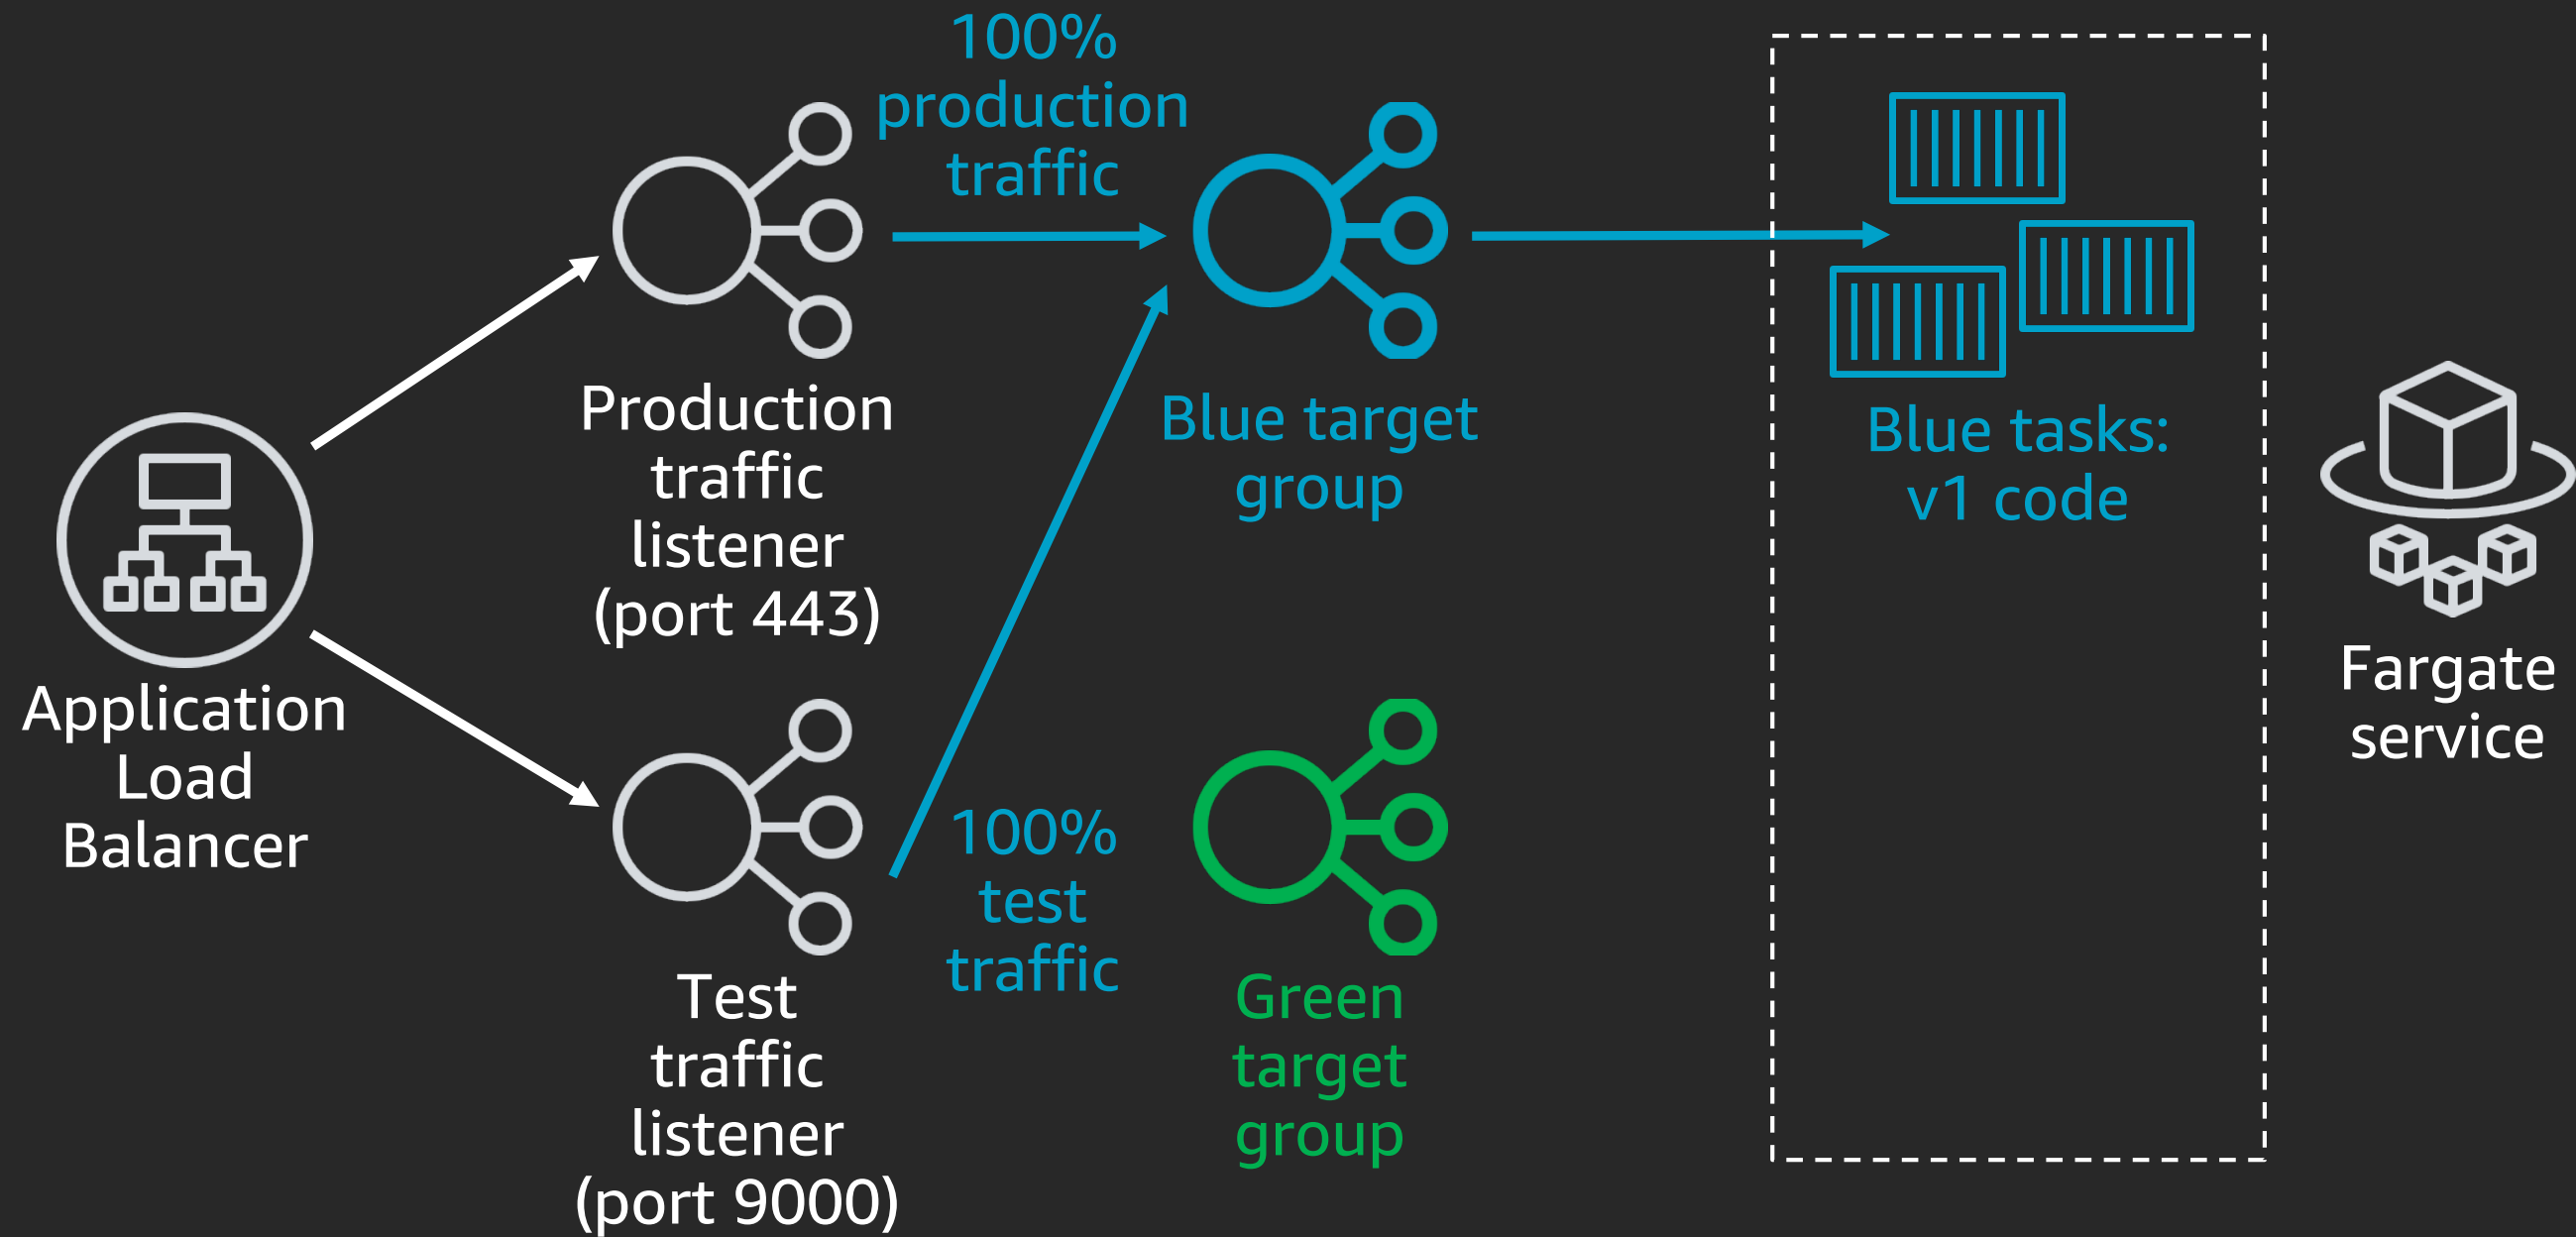 100%
production
traffic
Production
traffic
listener
(port 443)
Blue target
group
Blue tasks:
v1 code
Application
Load
Balancer
Fargate
service
100%
test
traffic
Test
traffic
listener
(port 9000)
Green
target
group